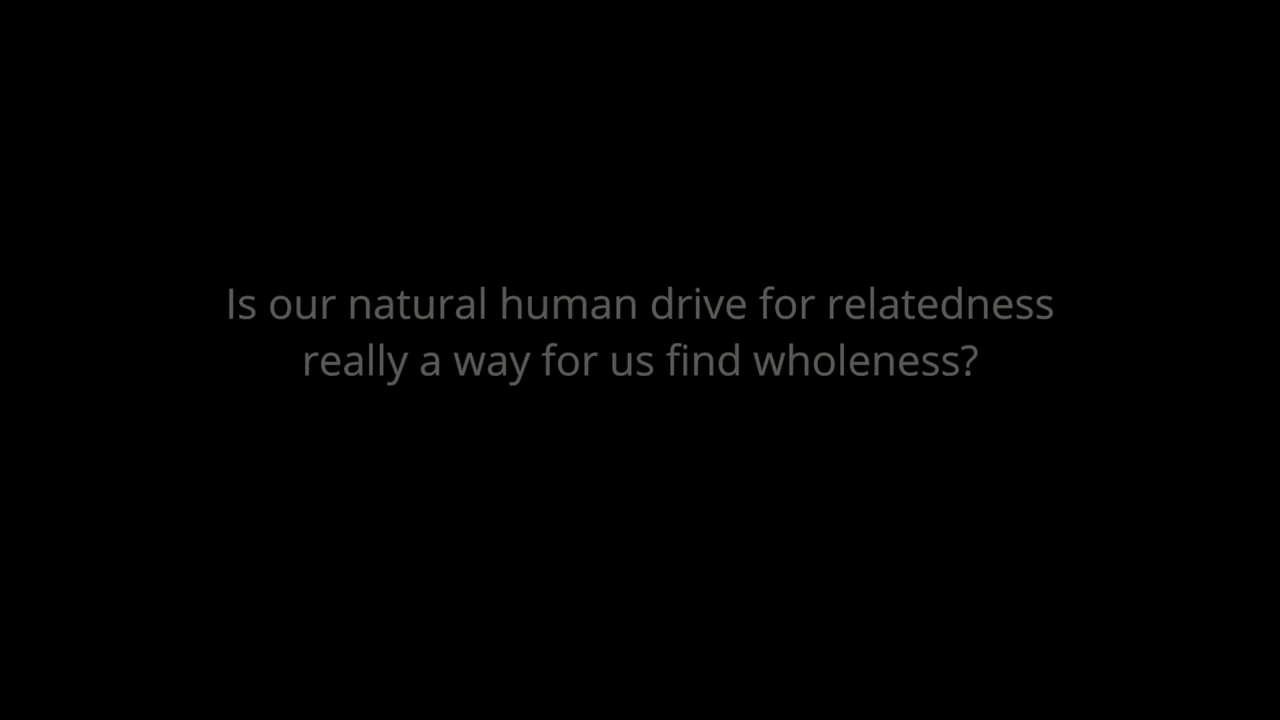 Is our natural human drive for relatedness
really a way for us find wholeness?